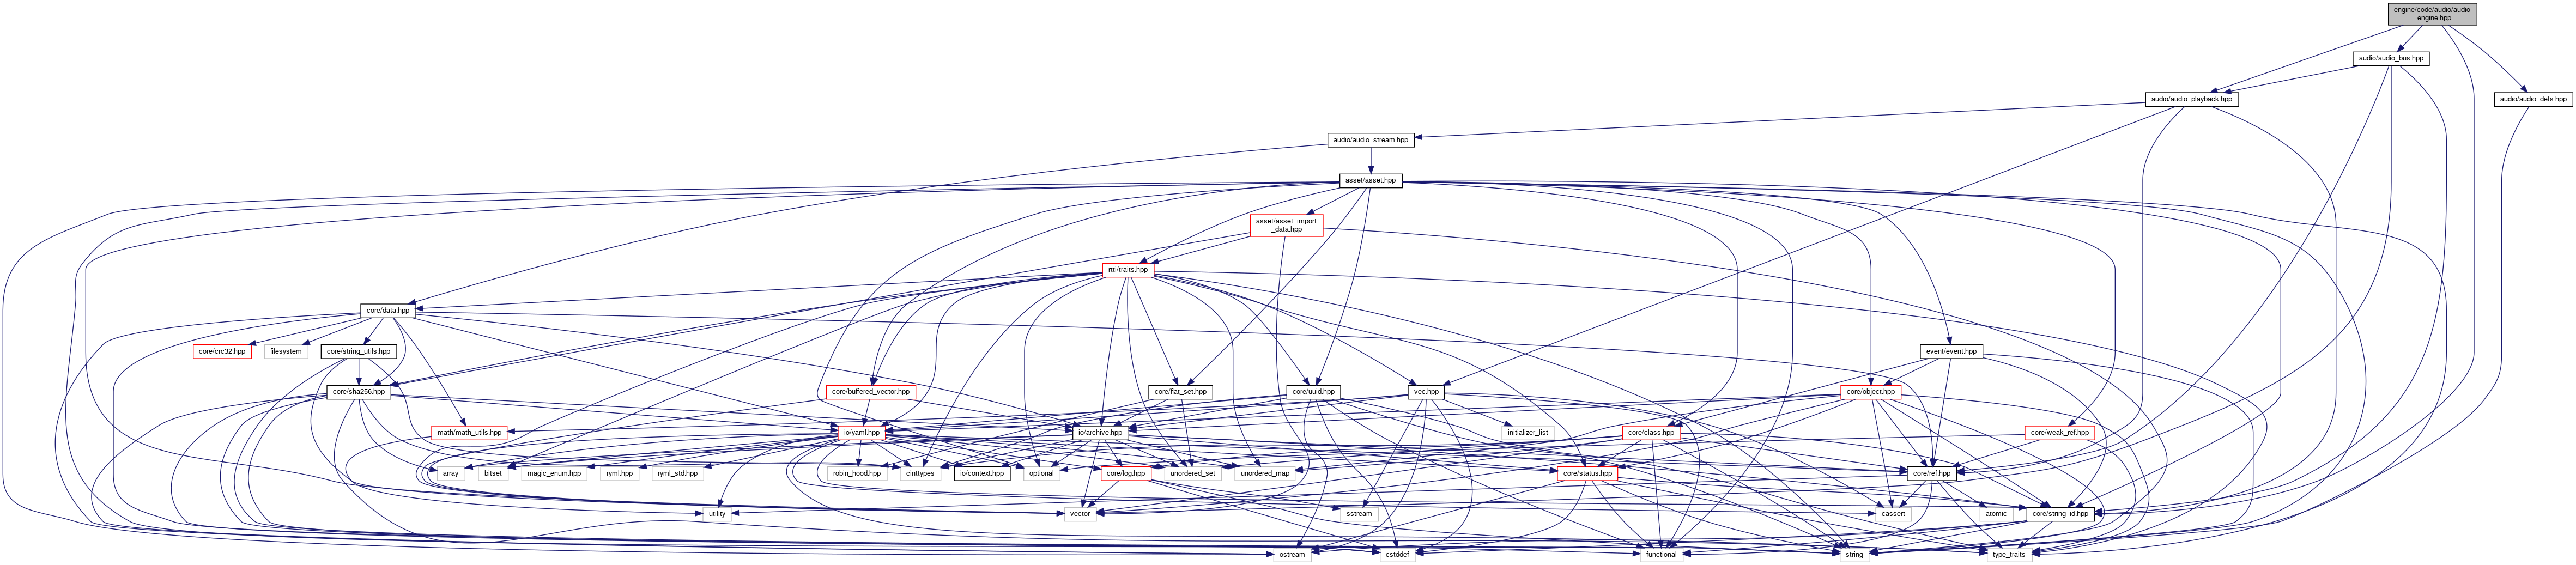 engine/code/audio/audio
_engine.hpp
audio/audio_bus.hpp
audio/audio_playback.hpp
audio/audio_defs.hpp
audio/audio_stream.hpp
asset/asset.hpp
asset/asset_import
_data.hpp
rtti/traits.hpp
core/data.hpp
core/crc32.hpp
filesystem
core/string_utils.hpp
event/event.hpp
core/sha256.hpp
core/buffered_vector.hpp
core/flat_set.hpp
core/uuid.hpp
vec.hpp
core/object.hpp
math/math_utils.hpp
io/yaml.hpp
io/archive.hpp
initializer_list
core/class.hpp
core/weak_ref.hpp
array
bitset
magic_enum.hpp
ryml.hpp
ryml_std.hpp
robin_hood.hpp
cinttypes
io/context.hpp
optional
core/log.hpp
unordered_set
unordered_map
core/status.hpp
core/ref.hpp
utility
vector
sstream
cassert
atomic
core/string_id.hpp
ostream
cstddef
functional
string
type_traits